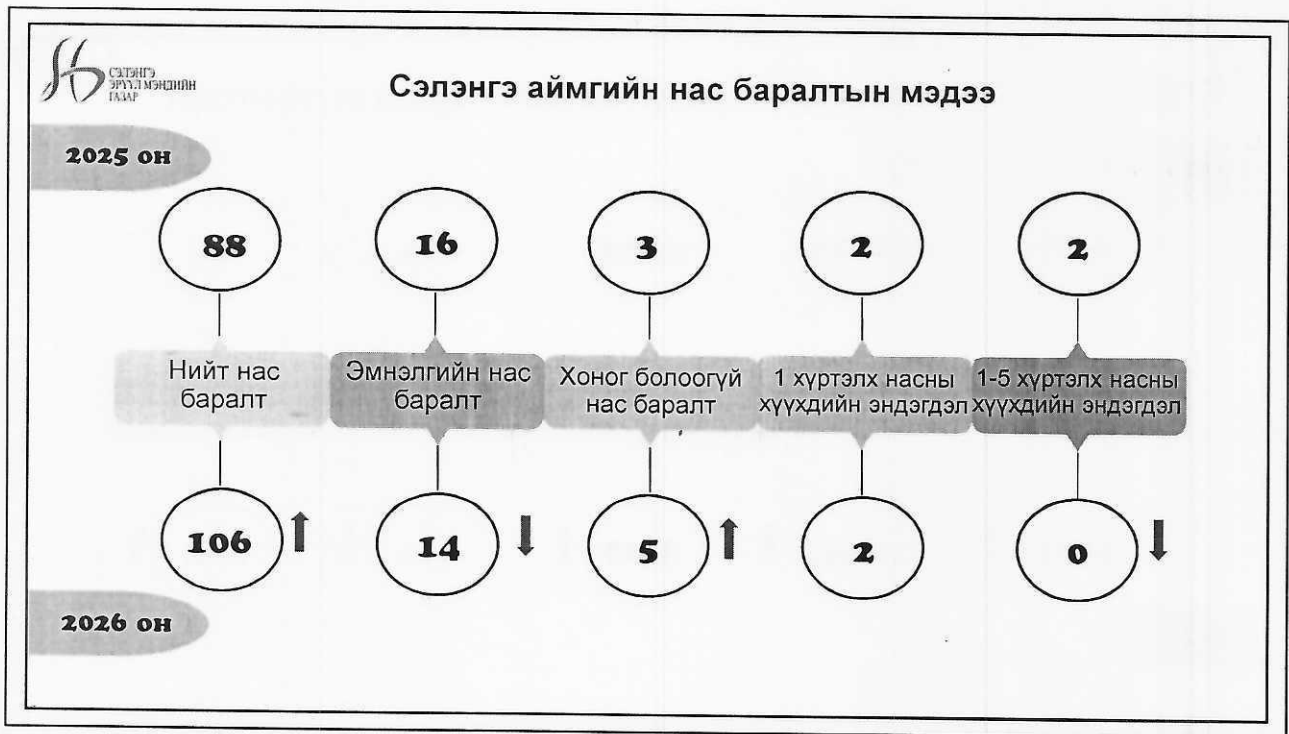 СЭЛЭНГЭ
ЭРҮҮЛ МЭНДИЙН
ГАЗАР
Сэлэнгэ аймгийн нас баралтын мэдээ
2025 он
88
16
3
2
2
Нийт нас
баралт
Эмнэлгийн нас
баралт
Хоног болоогүй
нас баралт
1 хүртэлх насны
хүүхдийн эндэгдэл
1-5 хүртэлх насны
хүүхдийн эндэгдэл
106
14
5
2
0
2026 он